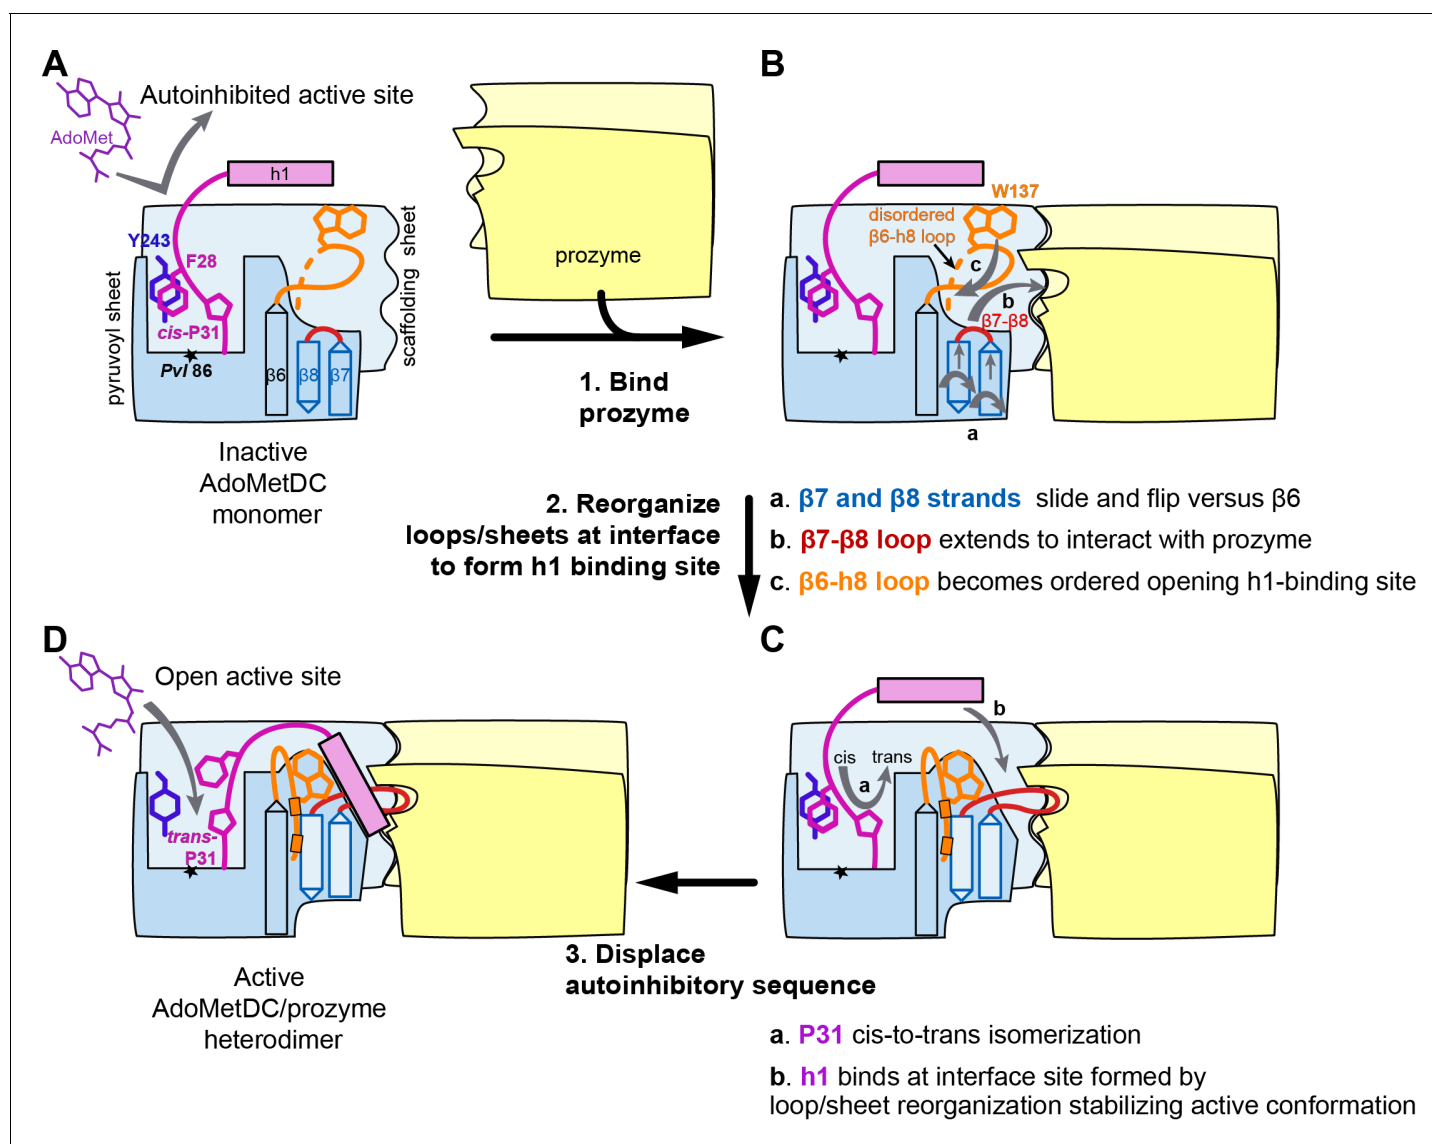 A
Autoinhibited active site
AdoMet
h1
Y243
F28
cis-P31
PvI 86
pyruvoyl sheet
scaffolding sheet
β6
β8
β7
Inactive
AdoMetDC
monomer
prozyme
1. Bind
prozyme
B
W137
disordered
β6-h8 loop
c
b
β7-β8
a
2. Reorganize
loops/sheets at interface
to form h1 binding site
a. β7 and β8 strands slide and flip versus β6
b. β7-β8 loop extends to interact with prozyme
c. β6-h8 loop becomes ordered opening h1-binding site
C
b
cis
trans
a
3. Displace
autoinhibitory sequence
a. P31 cis-to-trans isomerization
b. h1 binds at interface site formed by
loop/sheet reorganization stabilizing active conformation
D
Open active site
trans-
P31
Active
AdoMetDC/prozyme
heterodimer